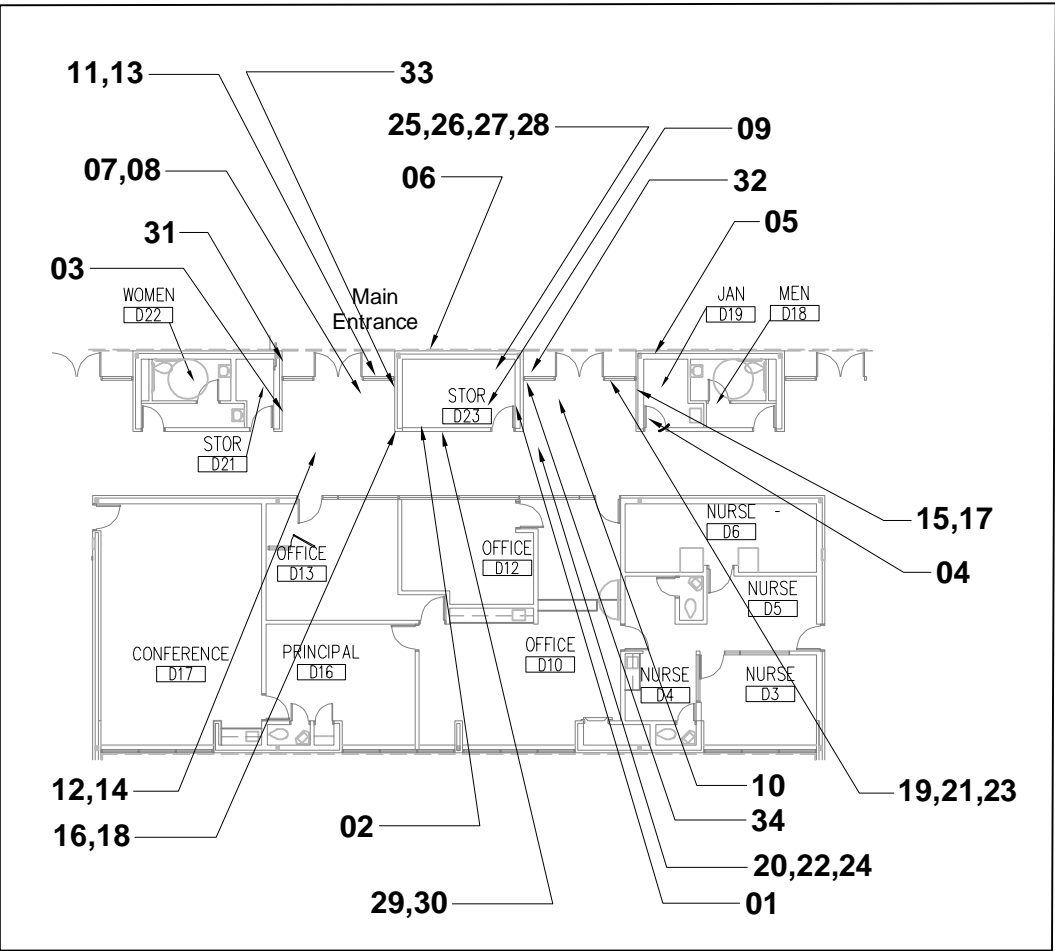 11,13
33
25,26,27,28
09
07,08
06
32
05
31
03
WOMEN
D22
Main
Entrance
JAN
D19
MEN
D18
STOR
D23
STOR
D21
15,17
NURSE
D6
04
OFFICE
D13
OFFICE
D12
NURSE
D5
CONFERENCE
D17
PRINCIPAL
D16
OFFICE
D10
NURSE
D4
NURSE
D3
12,14
10
19,21,23
16,18
02
34
20,22,24
29,30
01